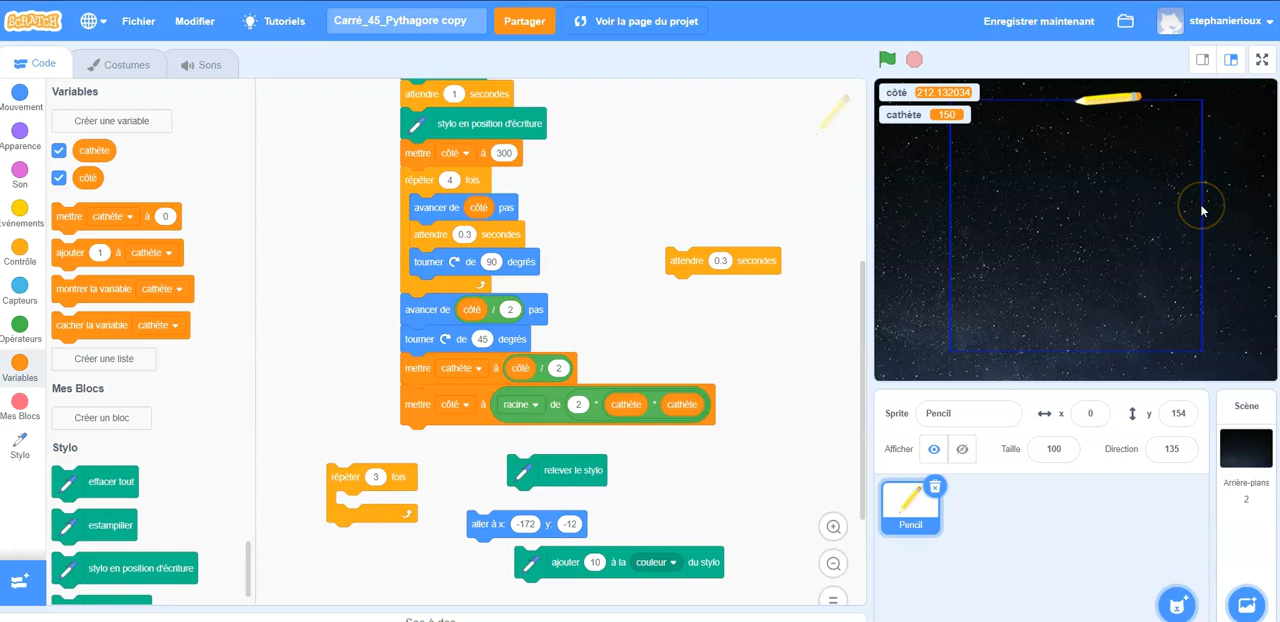 SCRATCH Fichier Modifier Tutoriels Carré_45_Pythagore copy Partager Voir la page du projet Enregistrer maintenant stephanierioux
Code Costumes Sons
Mouvement
Apparence
Son
Événements
Contrôle
Capteurs
Opérateurs
Variables
Mes Blocs
Stylo
Variables
Créer une variable
cathète
côté
mettre cathète à 0
ajouter 1 à cathète
montrer la variable cathète
cacher la variable cathète
Créer une liste
Mes Blocs
Créer un bloc
Stylo
effacer tout
estampiller
stylo en position d'écriture
attendre 1 secondes
stylo en position d'écriture
mettre côté à 300
répéter 4 fois
avancer de côté pas
attendre 0.3 secondes
tourner de 90 degrés
avancer de côté / 2 pas
tourner de 45 degrés
mettre cathète à côté / 2
mettre côté à racine de 2 * cathète * cathète
attendre 0.3 secondes
répéter 3 fois
relever le stylo
aller à x: -172 y: -12
ajouter 10 à la couleur du stylo
côté 212.132034
cathète 150
Sprite Pencil x 0 y 154
Afficher Taille 100 Direction 135
Pencil
Scène
Arrière-plans
2